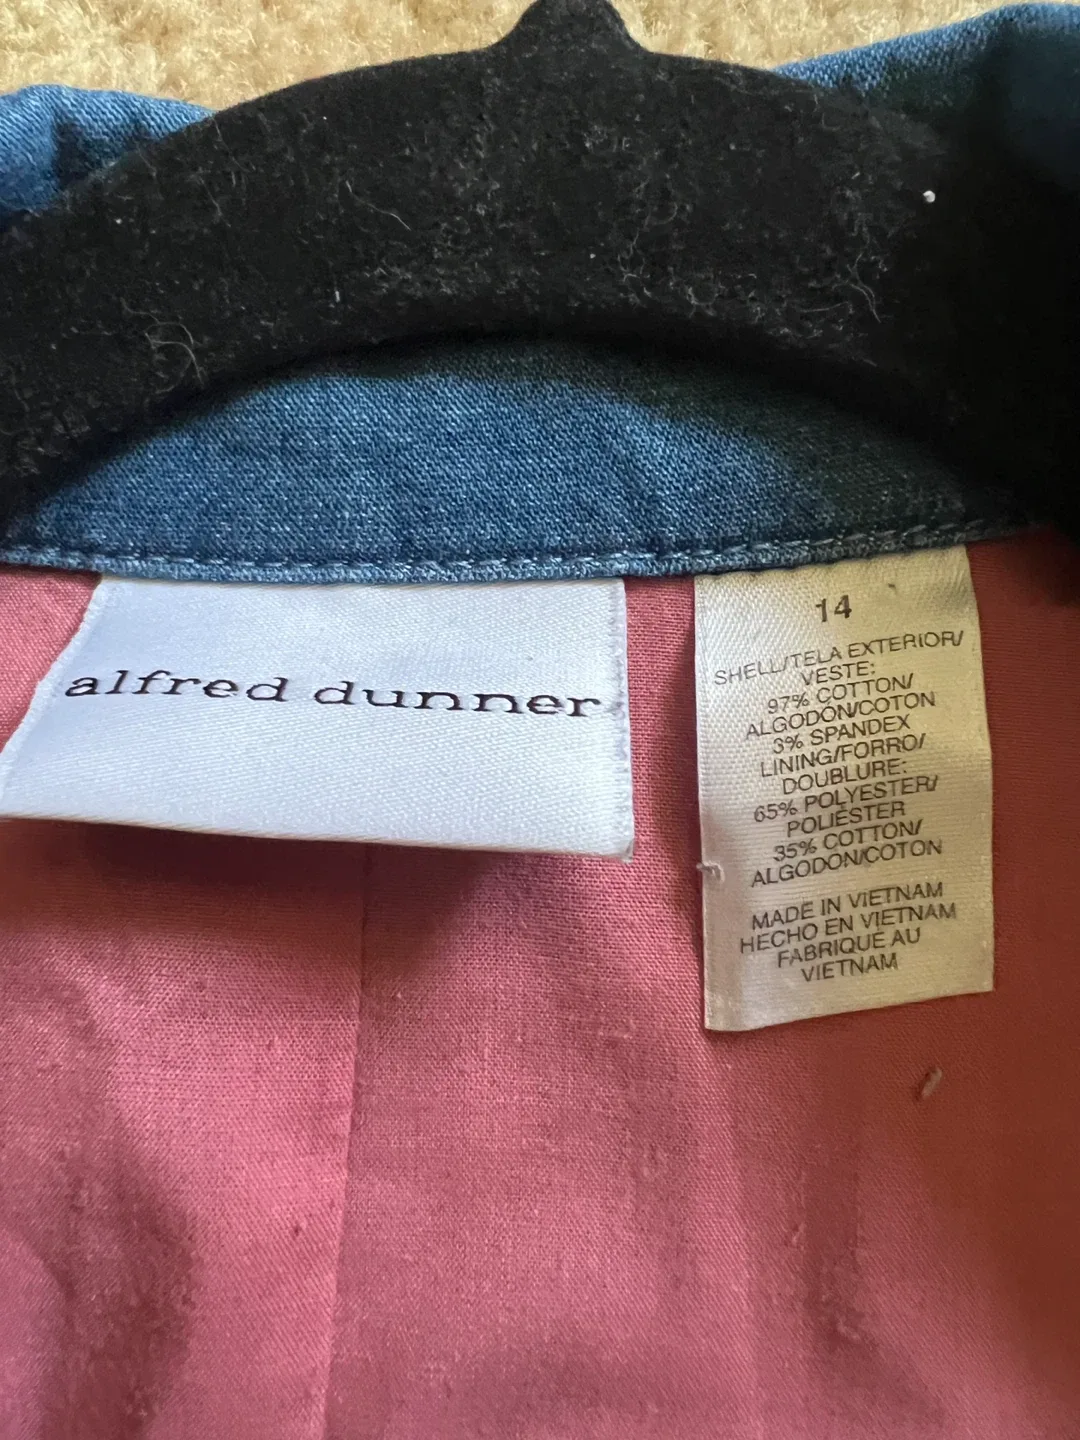 alfred dunner
14
SHELL/TELA EXTERIOR/
VESTE:
97% COTTON/
ALGODÓN/COTON
3% SPANDEX
LINING/FORRO/
DOUBLURE:
65% POLYESTER/
POLIÉSTER
35% COTTON/
ALGODÓN/COTON
MADE IN VIETNAM
HECHO EN VIETNAM
FABRIQUÉ AU
VIETNAM